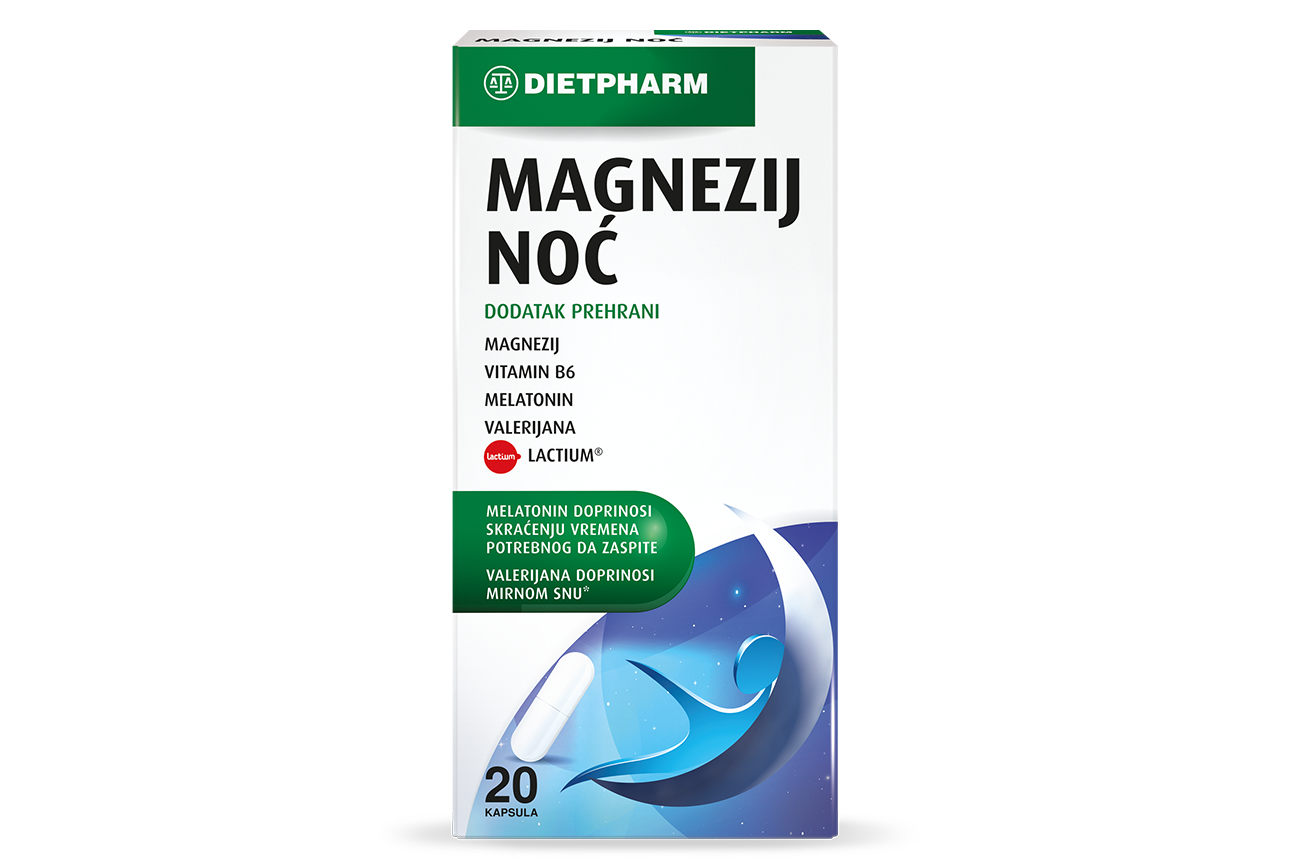 MAGNEZIJ NOĆ
DIETPHARM
DIETPHARM
MAGNEZIJ
NOĆ
DODATAK PREHRANI
MAGNEZIJ
VITAMIN B6
MELATONIN
VALERIJANA
lactium LACTIUM®
MELATONIN DOPRINOSI
SKRAĆENJU VREMENA
POTREBNOG DA ZASPITE
VALERIJANA DOPRINOSI
MIRNOM SNU*
20
KAPSULA